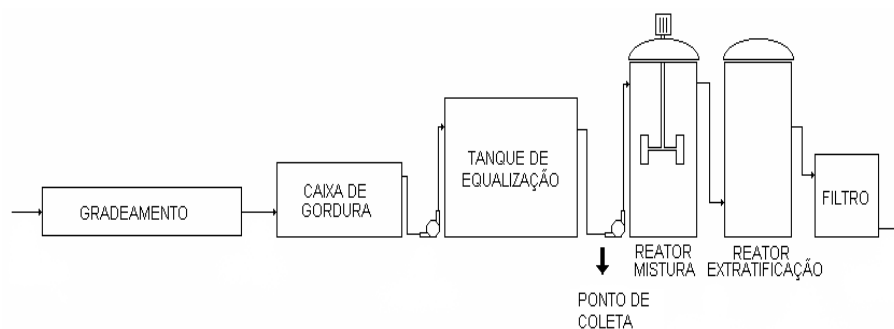 GRADEAMENTO
CAIXA DE
GORDURA
TANQUE DE
EQUALIZAÇÃO
PONTO DE
COLETA
REATOR
MISTURA
REATOR
EXTRATIFICAÇÃO
FILTRO